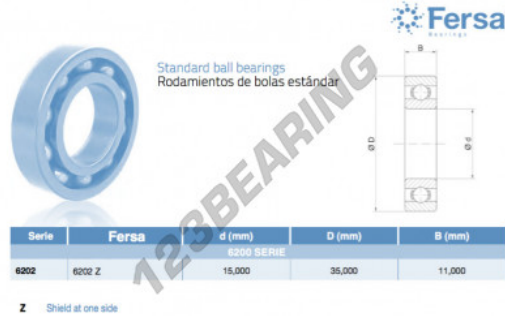 Fersa
Bearings
Standard ball bearings
Rodamientos de bolas estándar
B
Ø D
Ø d
123BEARING
Serie Fersa d (mm) D (mm) B (mm)
6200 SERIE
6202 6202 Z 15,000 35,000 11,000
Z Shield at one side